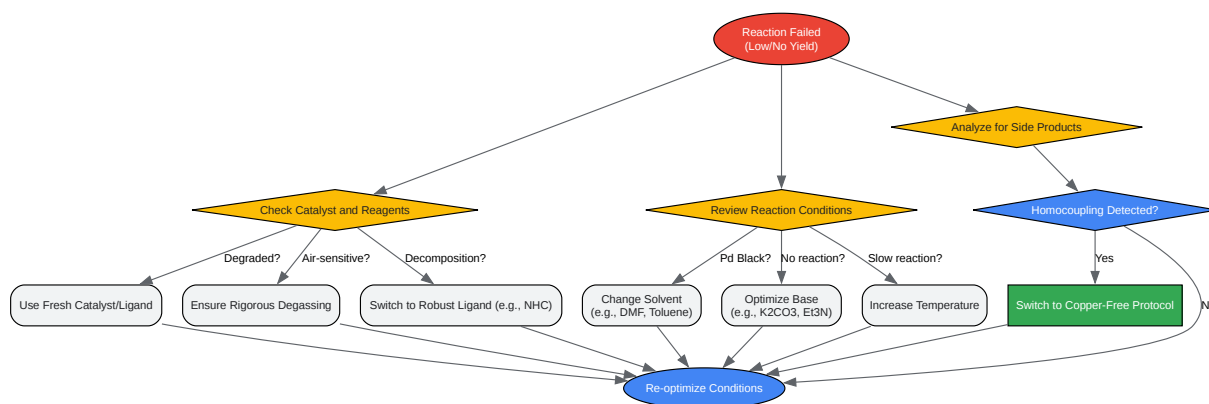 Reaction Failed
(Low/No Yield)
Analyze for Side Products
Check Catalyst and Reagents
Review Reaction Conditions
Homocoupling Detected?
Degraded?
Air-sensitive?
Decomposition?
Pd Black?
No reaction?
Slow reaction?
Yes
Use Fresh Catalyst/Ligand
Ensure Rigorous Degassing
Switch to Robust Ligand (e.g., NHC)
Change Solvent
(e.g., DMF, Toluene)
Optimize Base
(e.g., K2CO3, Et3N)
Increase Temperature
Switch to Copper-Free Protocol
Re-optimize Conditions